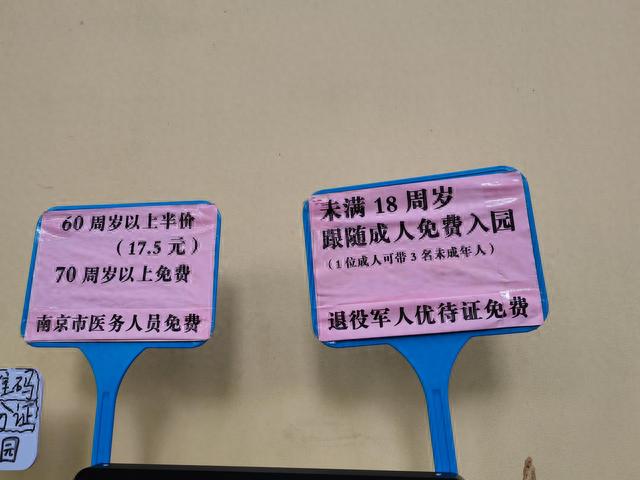 60 周岁以上半价
（17.5 元）
70 周岁以上免费
南京市医务人员免费
未满 18 周岁
跟随成人免费入园
（1 位成人可带 3 名未成年人）
退役军人优待证免费
码
证
园